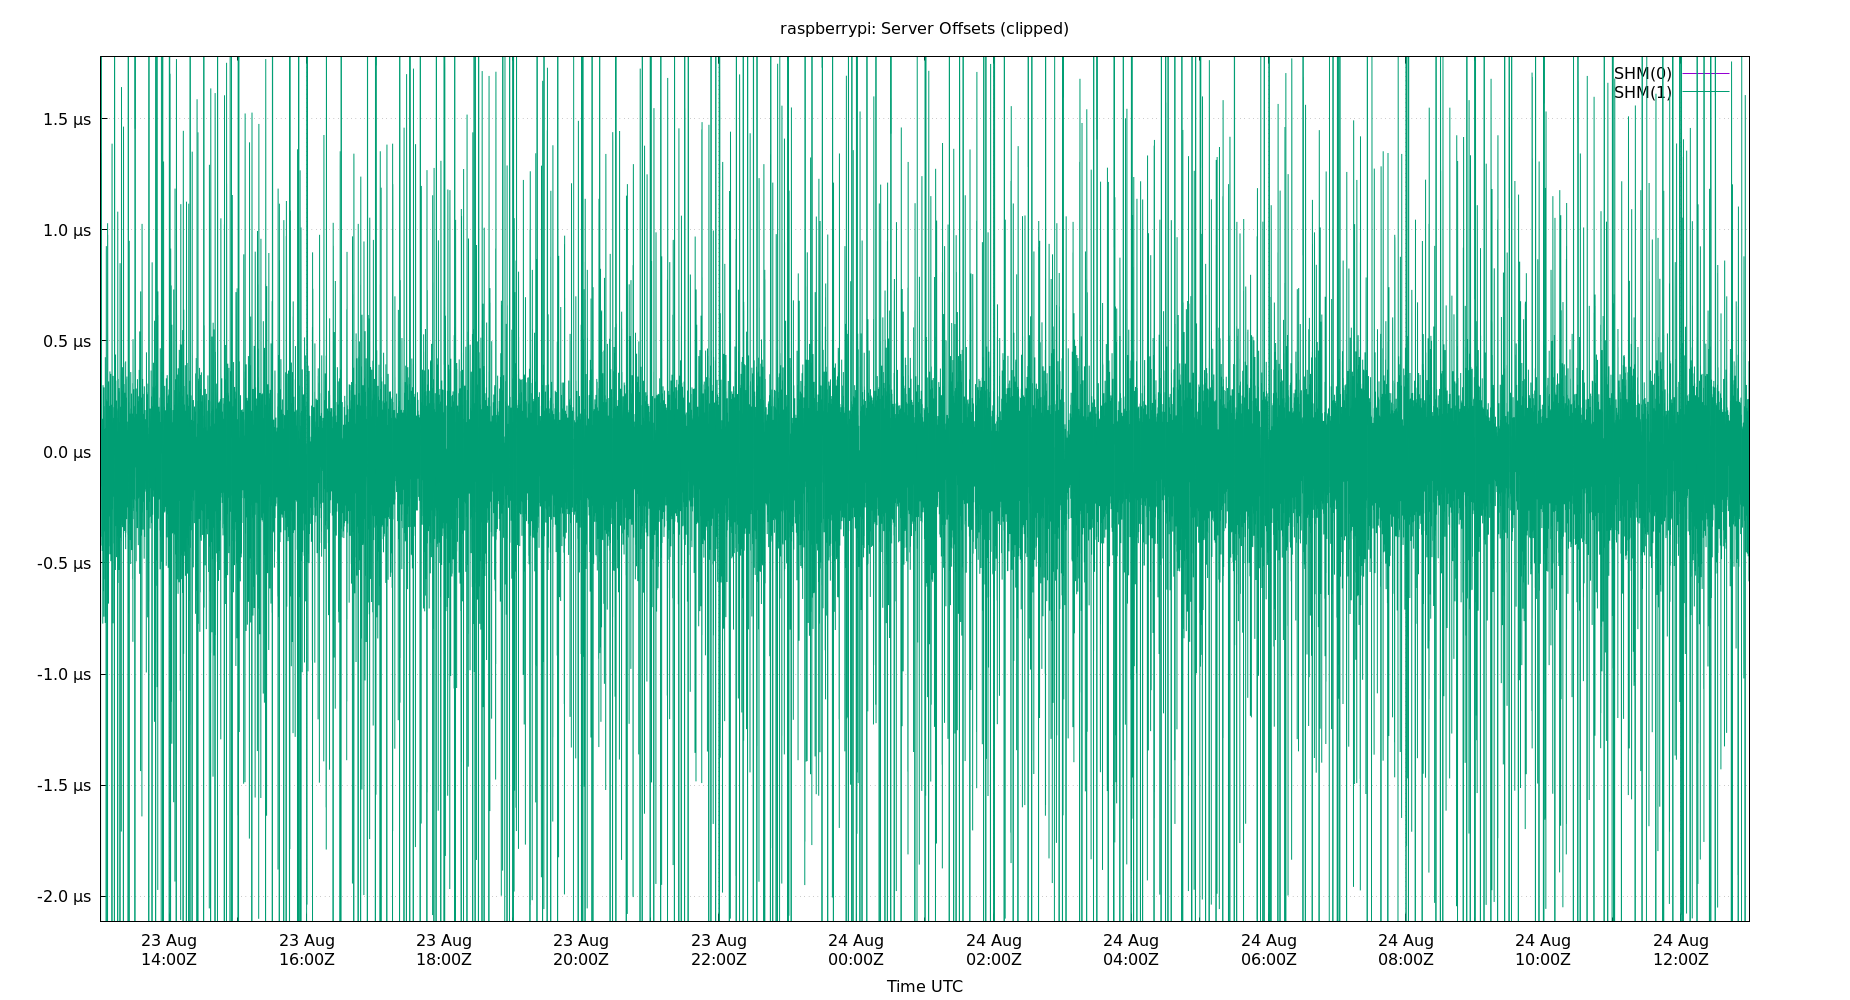 raspberrypi: Server Offsets (clipped)
SHM(0)
SHM(1)
1.5 µs
1.0 µs
0.5 µs
0.0 µs
-0.5 µs
-1.0 µs
-1.5 µs
-2.0 µs
23 Aug 23 Aug 23 Aug 23 Aug 23 Aug 24 Aug 24 Aug 24 Aug 24 Aug 24 Aug 24 Aug 24 Aug
14:00Z 16:00Z 18:00Z 20:00Z 22:00Z 00:00Z 02:00Z 04:00Z 06:00Z 08:00Z 10:00Z 12:00Z
Time UTC